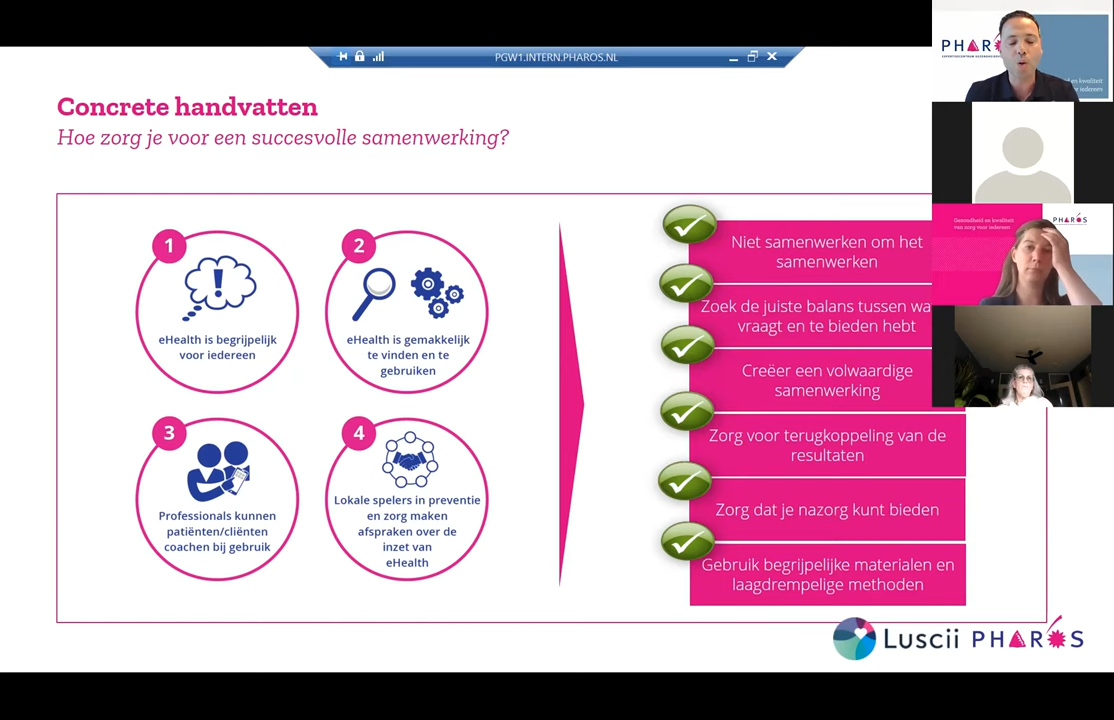 PGW1.INTERN.PHAROS.NL
Concrete handvatten
Hoe zorg je voor een succesvolle samenwerking?
1
eHealth is begrijpelijk
voor iedereen
2
eHealth is gemakkelijk
te vinden en te
gebruiken
3
Professionals kunnen
patiënten/cliënten
coachen bij gebruik
4
Lokale spelers in preventie
en zorg maken
afspraken over de
inzet van
eHealth
Niet samenwerken om het
samenwerken
Zoek de juiste balans tussen
vraagt en te bieden hebt
Creëer een volwaardige
samenwerking
Zorg voor terugkoppeling van de
resultaten
Zorg dat je nazorg kunt bieden
Gebruik begrijpelijke materialen en
laagdrempelige methoden
Luscii PHAROS
Gezondheid en kwaliteit
van zorg voor iedereen
PHAROS